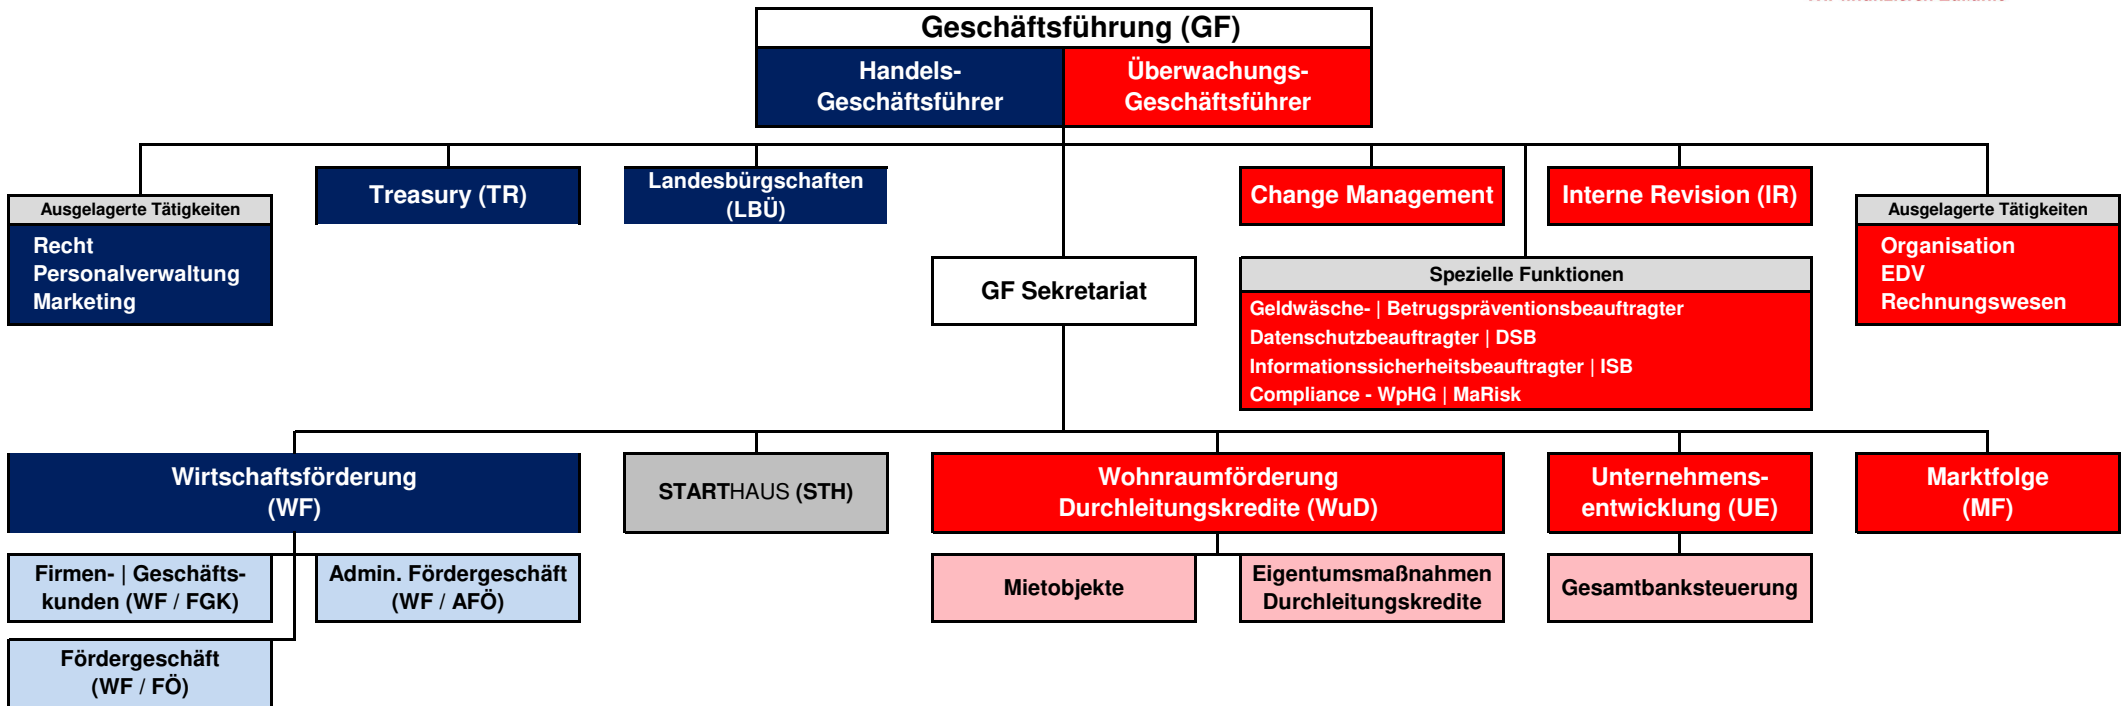 Geschäftsführung (GF)
Handels-
Geschäftsführer
Überwachungs-
Geschäftsführer
Ausgelagerte Tätigkeiten
Recht
Personalverwaltung
Marketing
Treasury (TR)
Landesbürgschaften
(LBÜ)
GF Sekretariat
Change Management
Interne Revision (IR)
Spezielle Funktionen
Geldwäsche- | Betrugspräventionsbeauftragter
Datenschutzbeauftragter | DSB
Informationssicherheitsbeauftragter | ISB
Compliance - WpHG | MaRisk
Ausgelagerte Tätigkeiten
Organisation
EDV
Rechnungswesen
Wirtschaftsförderung
(WF)
STARTHAUS (STH)
Wohnraumförderung
Durchleitungskredite (WuD)
Unternehmens-
entwicklung (UE)
Marktfolge
(MF)
Firmen- | Geschäfts-
kunden (WF / FGK)
Admin. Fördergeschäft
(WF / AFÖ)
Mietobjekte
Eigentumsmaßnahmen
Durchleitungskredite
Gesamtbanksteuerung
Fördergeschäft
(WF / FÖ)